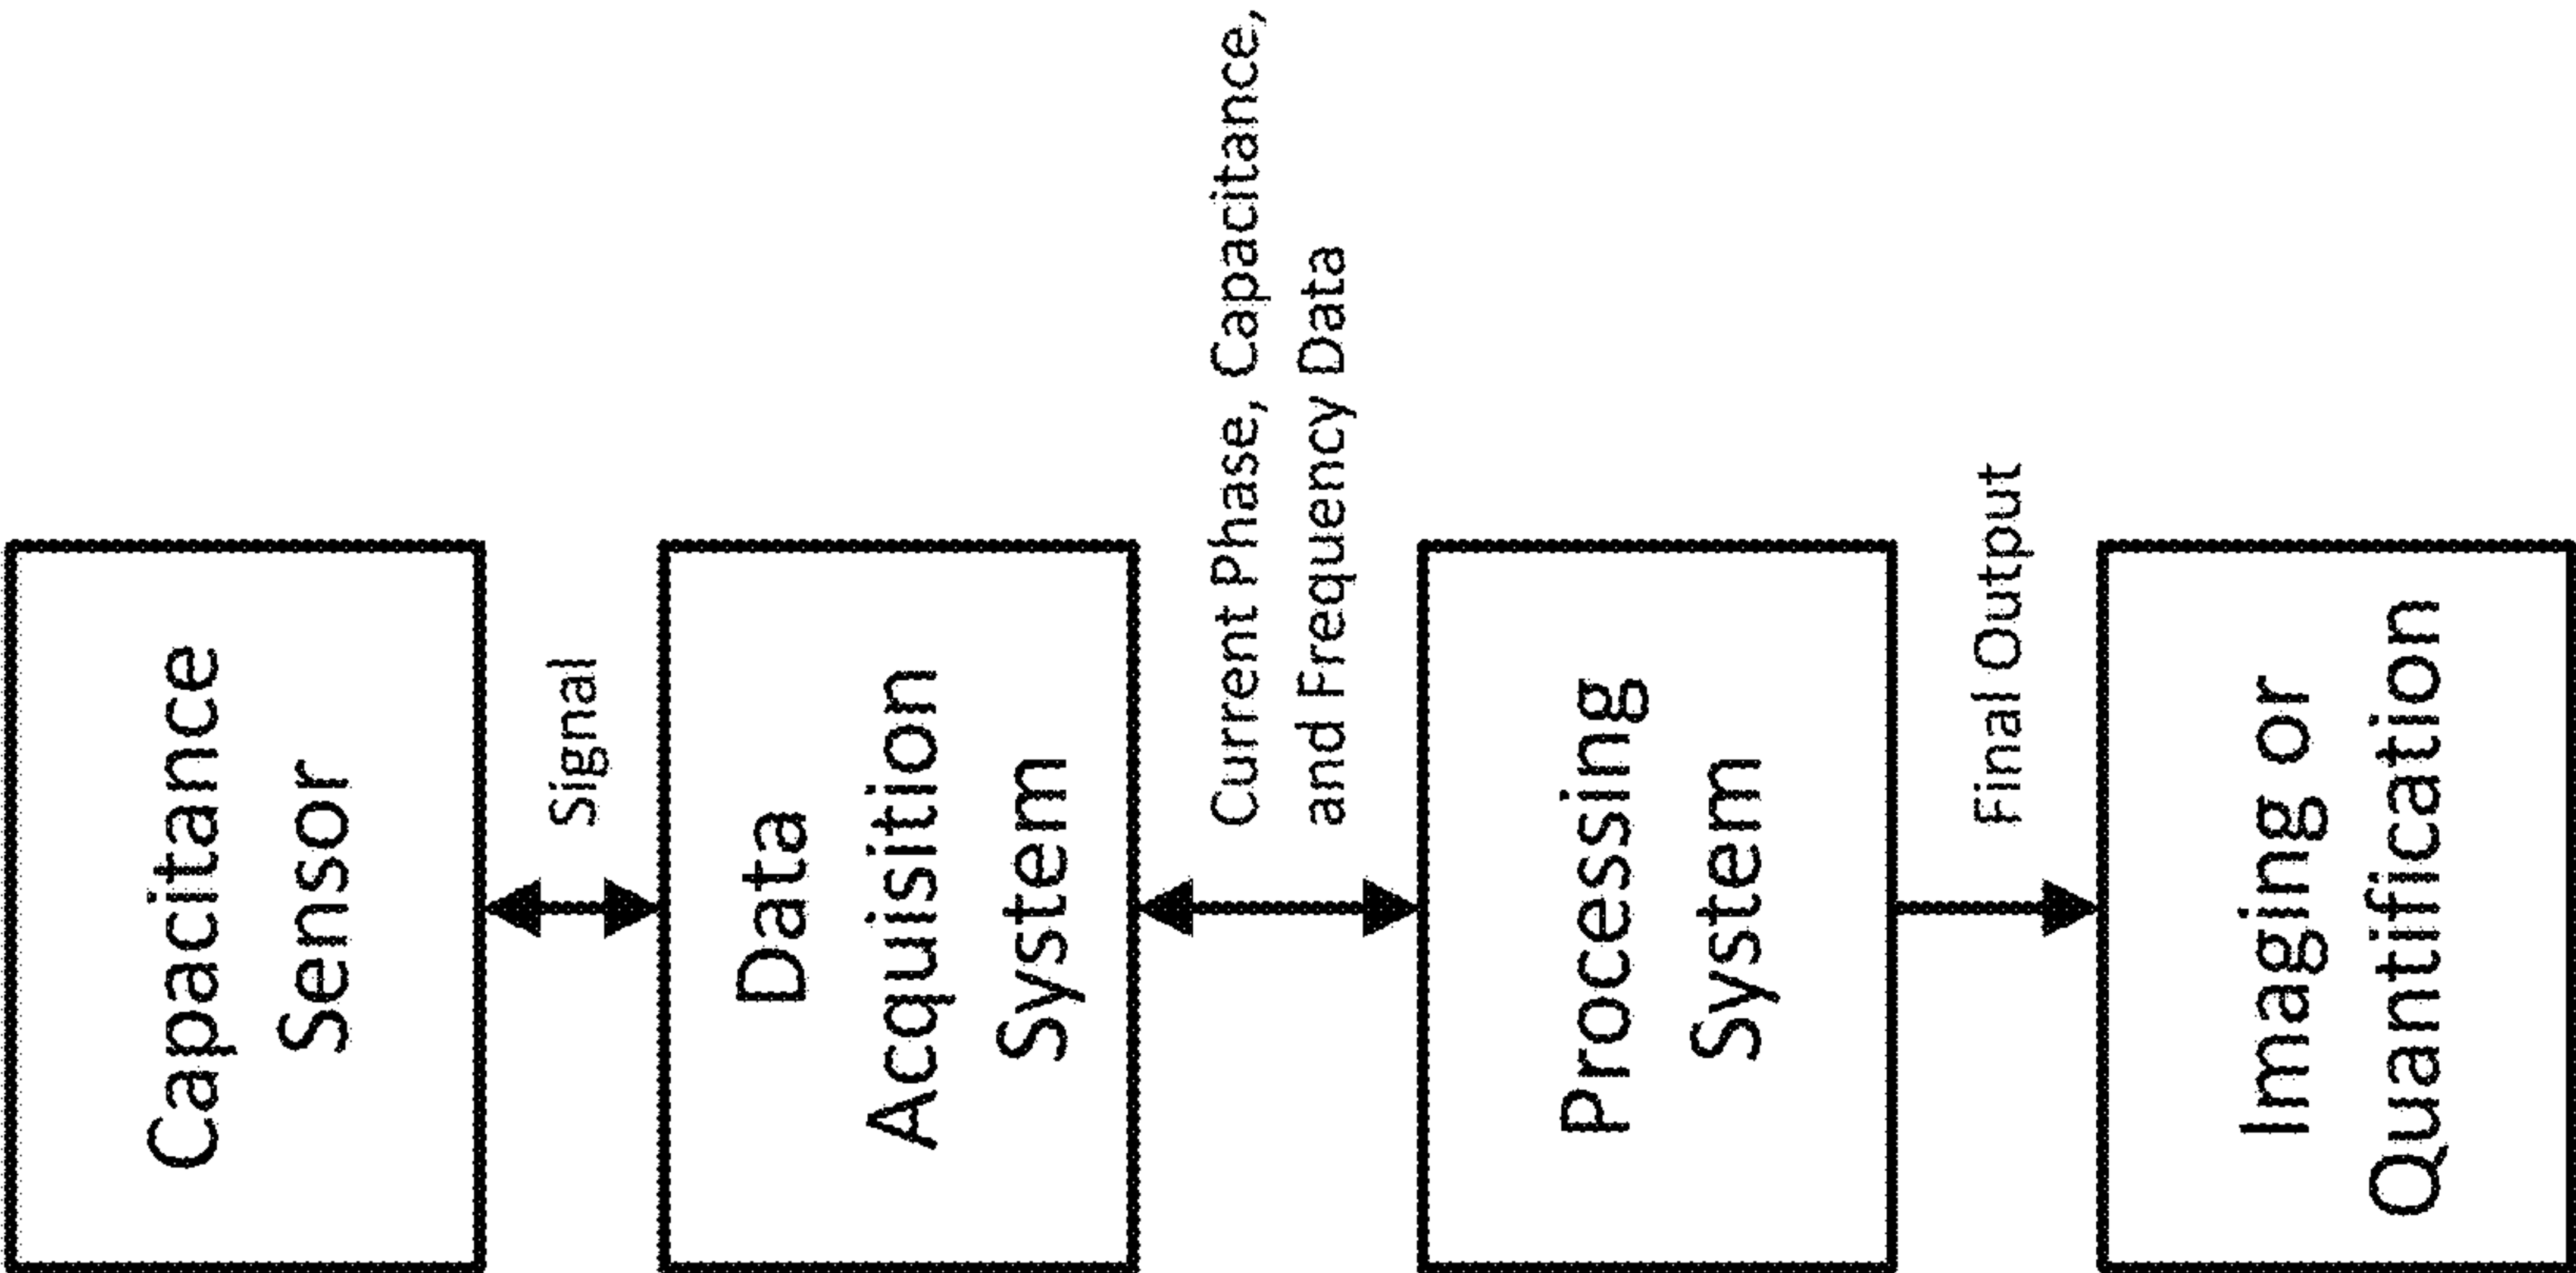 Capacitance
Sensor
Signal
Data
Acquisition
System
Current Phase, Capacitance,
and Frequency Data
Processing
System
Final Output
Imaging or
Quantification